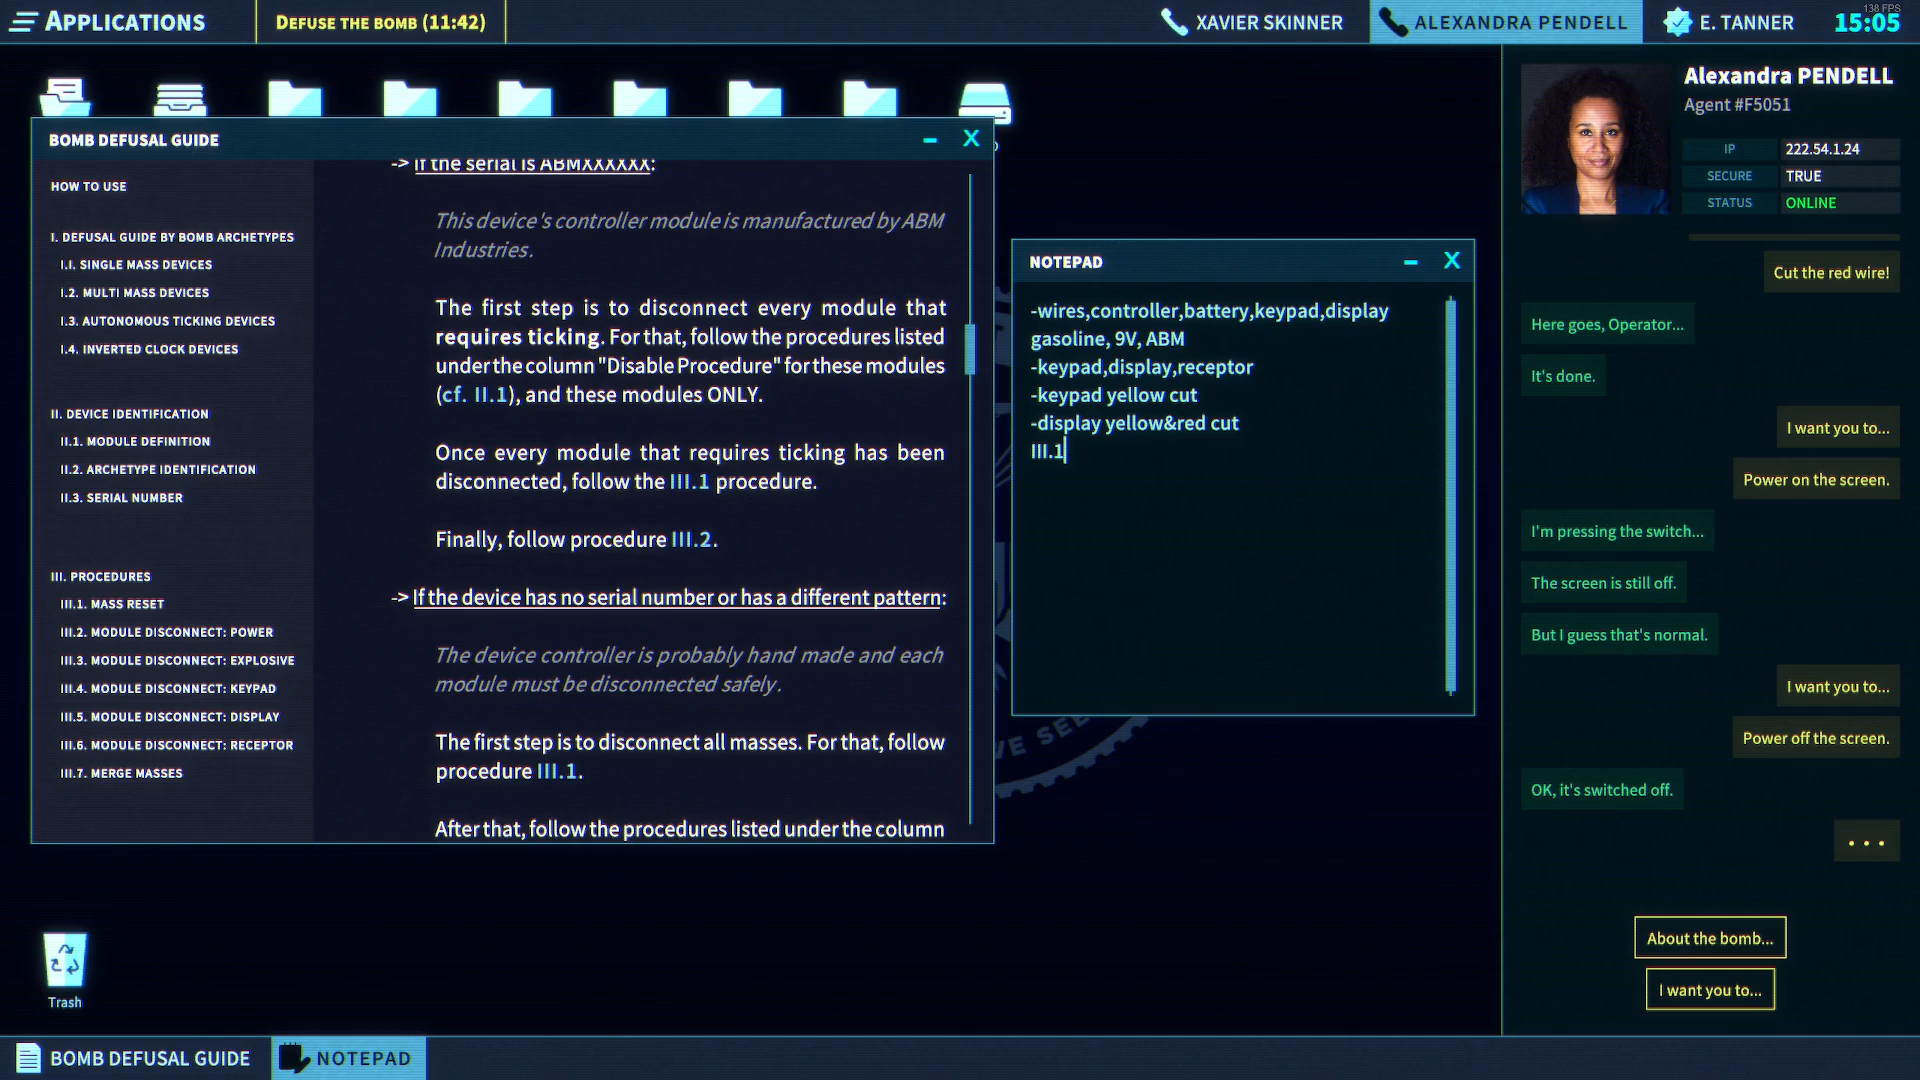 APPLICATIONS
DEFUSE THE BOMB (11:42)
XAVIER SKINNER
ALEXANDRA PENDELL
E. TANNER
138 FPS
15:05
BOMB DEFUSAL GUIDE
HOW TO USE
I. DEFUSAL GUIDE BY BOMB ARCHETYPES
I.I. SINGLE MASS DEVICES
I.2. MULTI MASS DEVICES
I.3. AUTONOMOUS TICKING DEVICES
I.4. INVERTED CLOCK DEVICES
II. DEVICE IDENTIFICATION
II.1. MODULE DEFINITION
II.2. ARCHETYPE IDENTIFICATION
II.3. SERIAL NUMBER
III. PROCEDURES
III.1. MASS RESET
III.2. MODULE DISCONNECT: POWER
III.3. MODULE DISCONNECT: EXPLOSIVE
III.4. MODULE DISCONNECT: KEYPAD
III.5. MODULE DISCONNECT: DISPLAY
III.6. MODULE DISCONNECT: RECEPTOR
III.7. MERGE MASSES
-> If the serial is ABMXXXXXX:
This device's controller module is manufactured by ABM
Industries.
The first step is to disconnect every module that
requires ticking. For that, follow the procedures listed
under the column "Disable Procedure" for these modules
(cf. II.1), and these modules ONLY.
Once every module that requires ticking has been
disconnected, follow the III.1 procedure.
Finally, follow procedure III.2.
-> If the device has no serial number or has a different pattern:
The device controller is probably hand made and each
module must be disconnected safely.
The first step is to disconnect all masses. For that, follow
procedure III.1.
After that, follow the procedures listed under the column
NOTEPAD
-wires,controller,battery,keypad,display
gasoline, 9V, ABM
-keypad,display,receptor
-keypad yellow cut
-display yellow&red cut
III.1
Alexandra PENDELL
Agent #F5051
IP 222.54.1.24
SECURE TRUE
STATUS ONLINE
Cut the red wire!
Here goes, Operator...
It's done.
I want you to...
Power on the screen.
I'm pressing the switch...
The screen is still off.
But I guess that's normal.
I want you to...
Power off the screen.
OK, it's switched off.
...
About the bomb...
I want you to...
Trash
BOMB DEFUSAL GUIDE
NOTEPAD